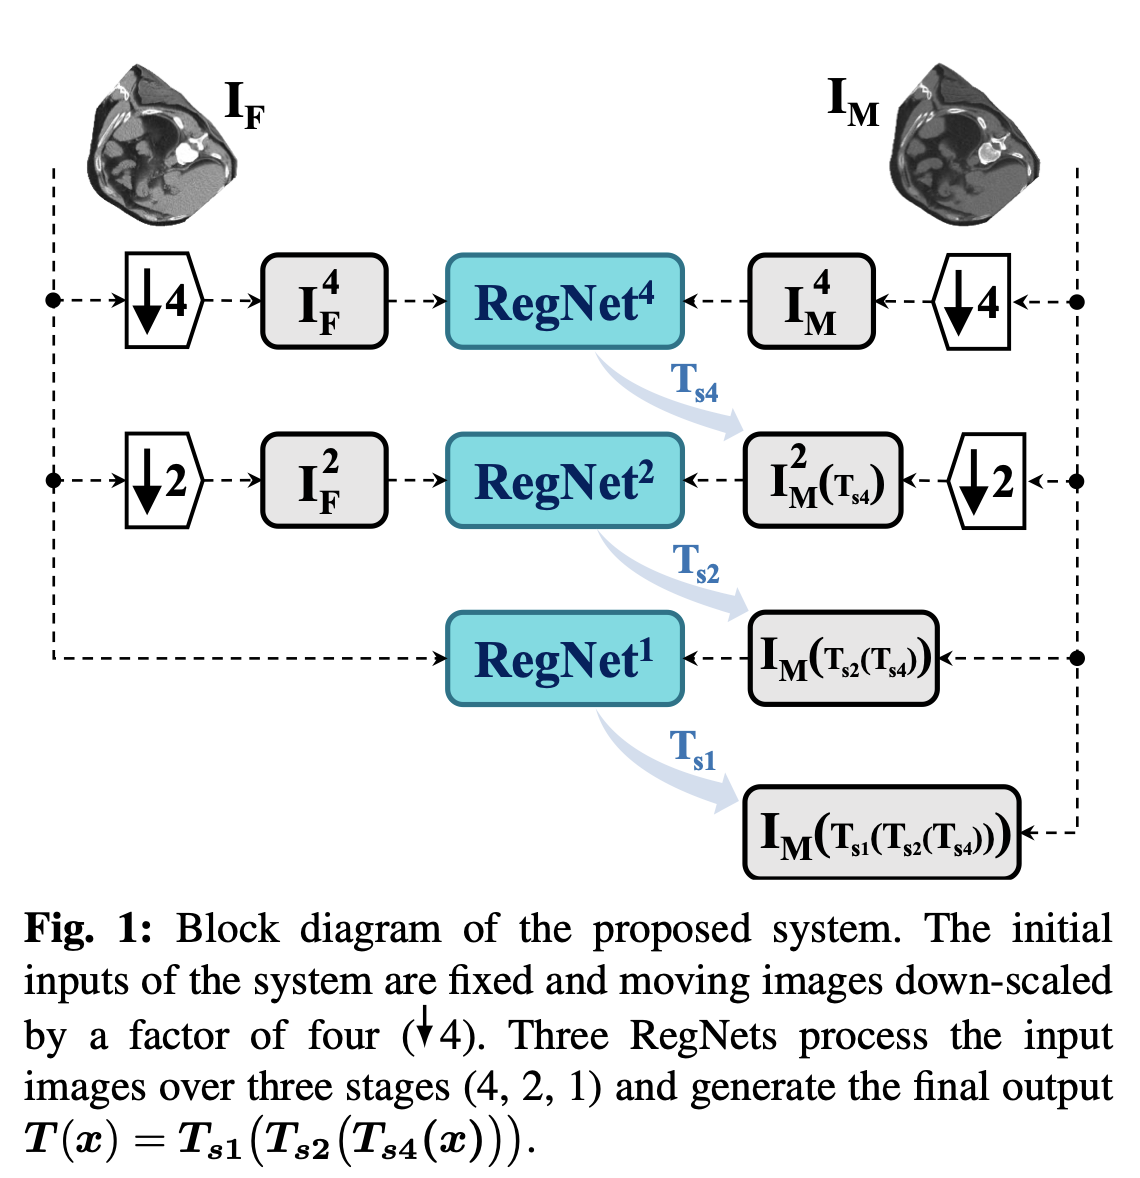 I_F
I_M
↓4 I_F^4 RegNet^4 I_M^4 ↓4
T_s4
↓2 I_F^2 RegNet^2 I_M^2(T_s4) ↓2
T_s2
RegNet^1 I_M(T_s2(T_s4))
T_s1
I_M(T_s1(T_s2(T_s4)))
Fig. 1: Block diagram of the proposed system. The initial
inputs of the system are fixed and moving images down-scaled
by a factor of four (↓4). Three RegNets process the input
images over three stages (4, 2, 1) and generate the final output
T(x) = T_s1(T_s2(T_s4(x))).